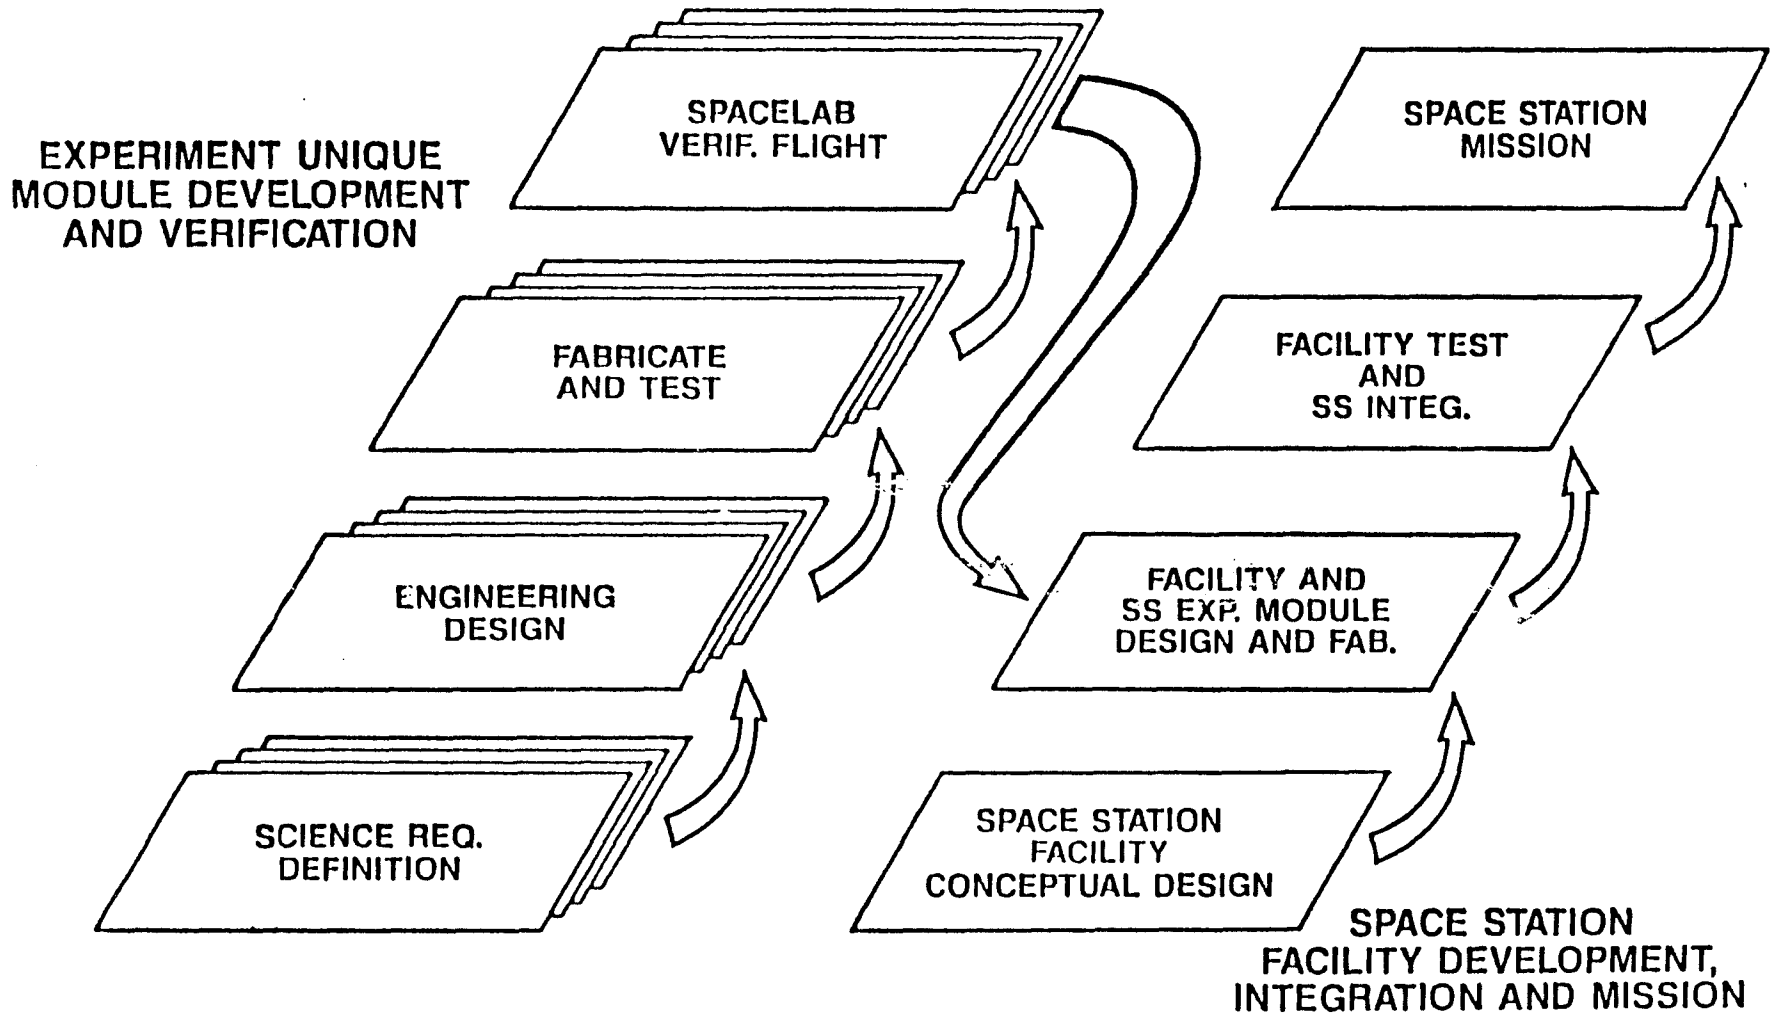 EXPERIMENT UNIQUE
MODULE DEVELOPMENT
AND VERIFICATION
SPACELAB
VERIF. FLIGHT
FABRICATE
AND TEST
ENGINEERING
DESIGN
SCIENCE REQ.
DEFINITION
SPACE STATION
MISSION
FACILITY TEST
AND
SS INTEG.
FACILITY AND
SS EXP. MODULE
DESIGN AND FAB.
SPACE STATION
FACILITY
CONCEPTUAL DESIGN
SPACE STATION
FACILITY DEVELOPMENT,
INTEGRATION AND MISSION